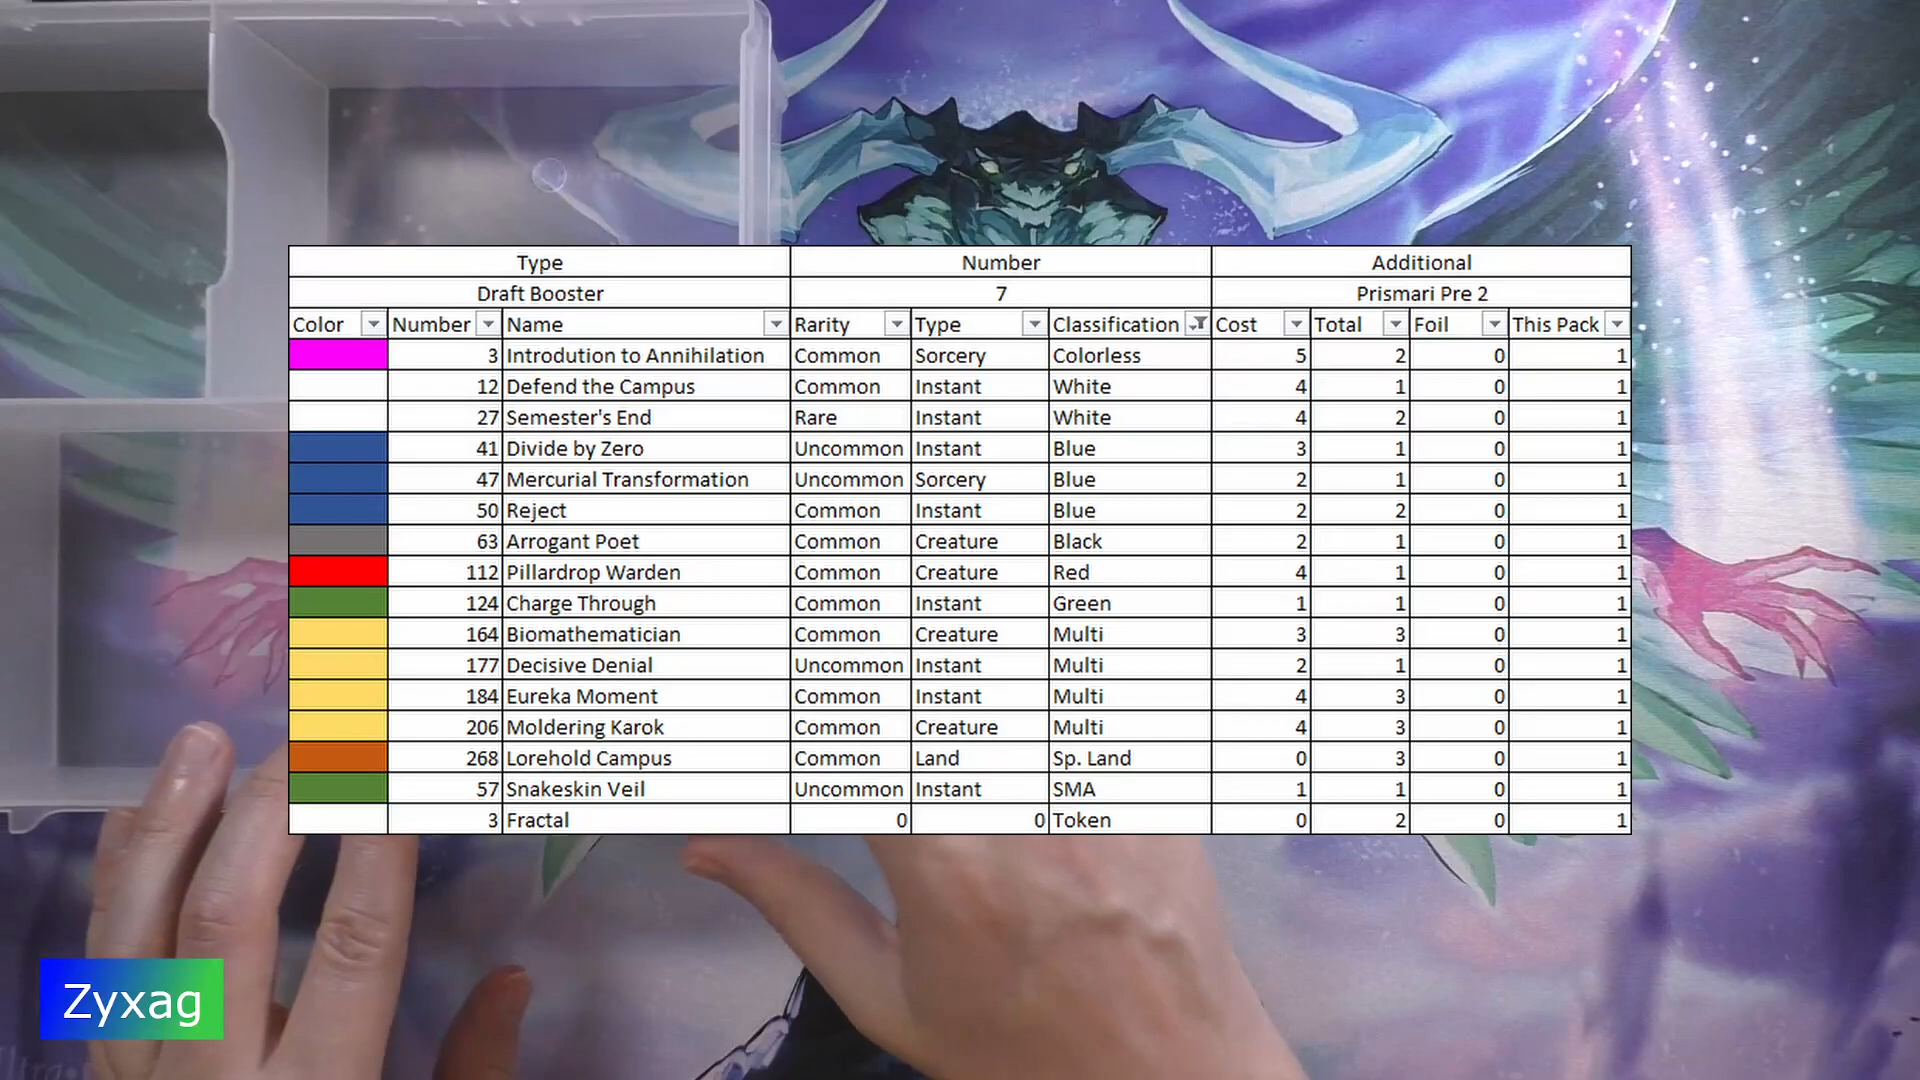 Type Number Additional
Draft Booster 7 Prismari Pre 2
Color Number Name Rarity Type Classification Cost Total Foil This Pack
3 Introdution to Annihilation Common Sorcery Colorless 5 2 0 1
12 Defend the Campus Common Instant White 4 1 0 1
27 Semester's End Rare Instant White 4 2 0 1
41 Divide by Zero Uncommon Instant Blue 3 1 0 1
47 Mercurial Transformation Uncommon Sorcery Blue 2 1 0 1
50 Reject Common Instant Blue 2 2 0 1
63 Arrogant Poet Common Creature Black 2 1 0 1
112 Pillardrop Warden Common Creature Red 4 1 0 1
124 Charge Through Common Instant Green 1 1 0 1
164 Biomathematician Common Creature Multi 3 3 0 1
177 Decisive Denial Uncommon Instant Multi 2 1 0 1
184 Eureka Moment Common Instant Multi 4 3 0 1
206 Moldering Karok Common Creature Multi 4 3 0 1
268 Lorehold Campus Common Land Sp. Land 0 3 0 1
57 Snakeskin Veil Uncommon Instant SMA 1 1 0 1
3 Fractal 0 0 Token 0 2 0 1
Zyxag